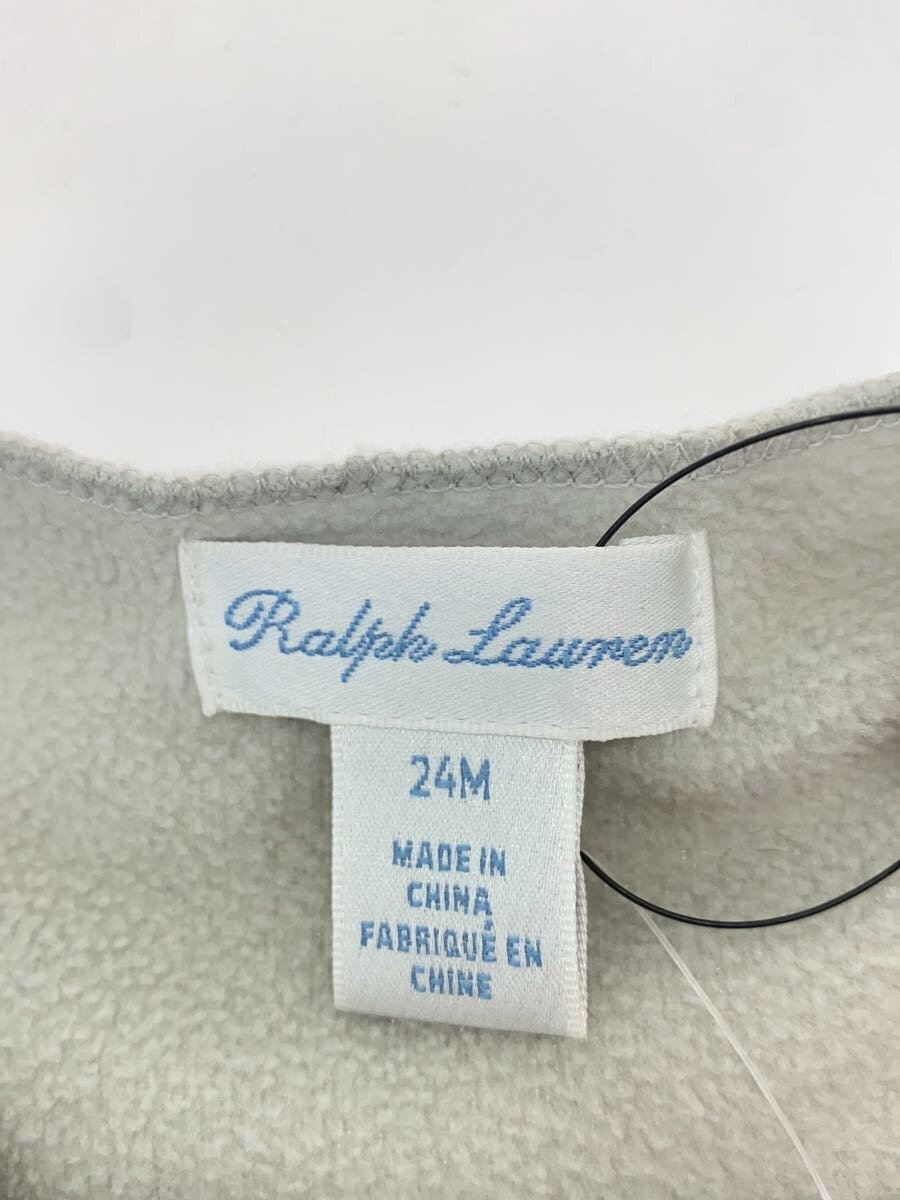 Ralph Lauren
24M
MADE IN
CHINA
FABRIQUÉ EN
CHINE